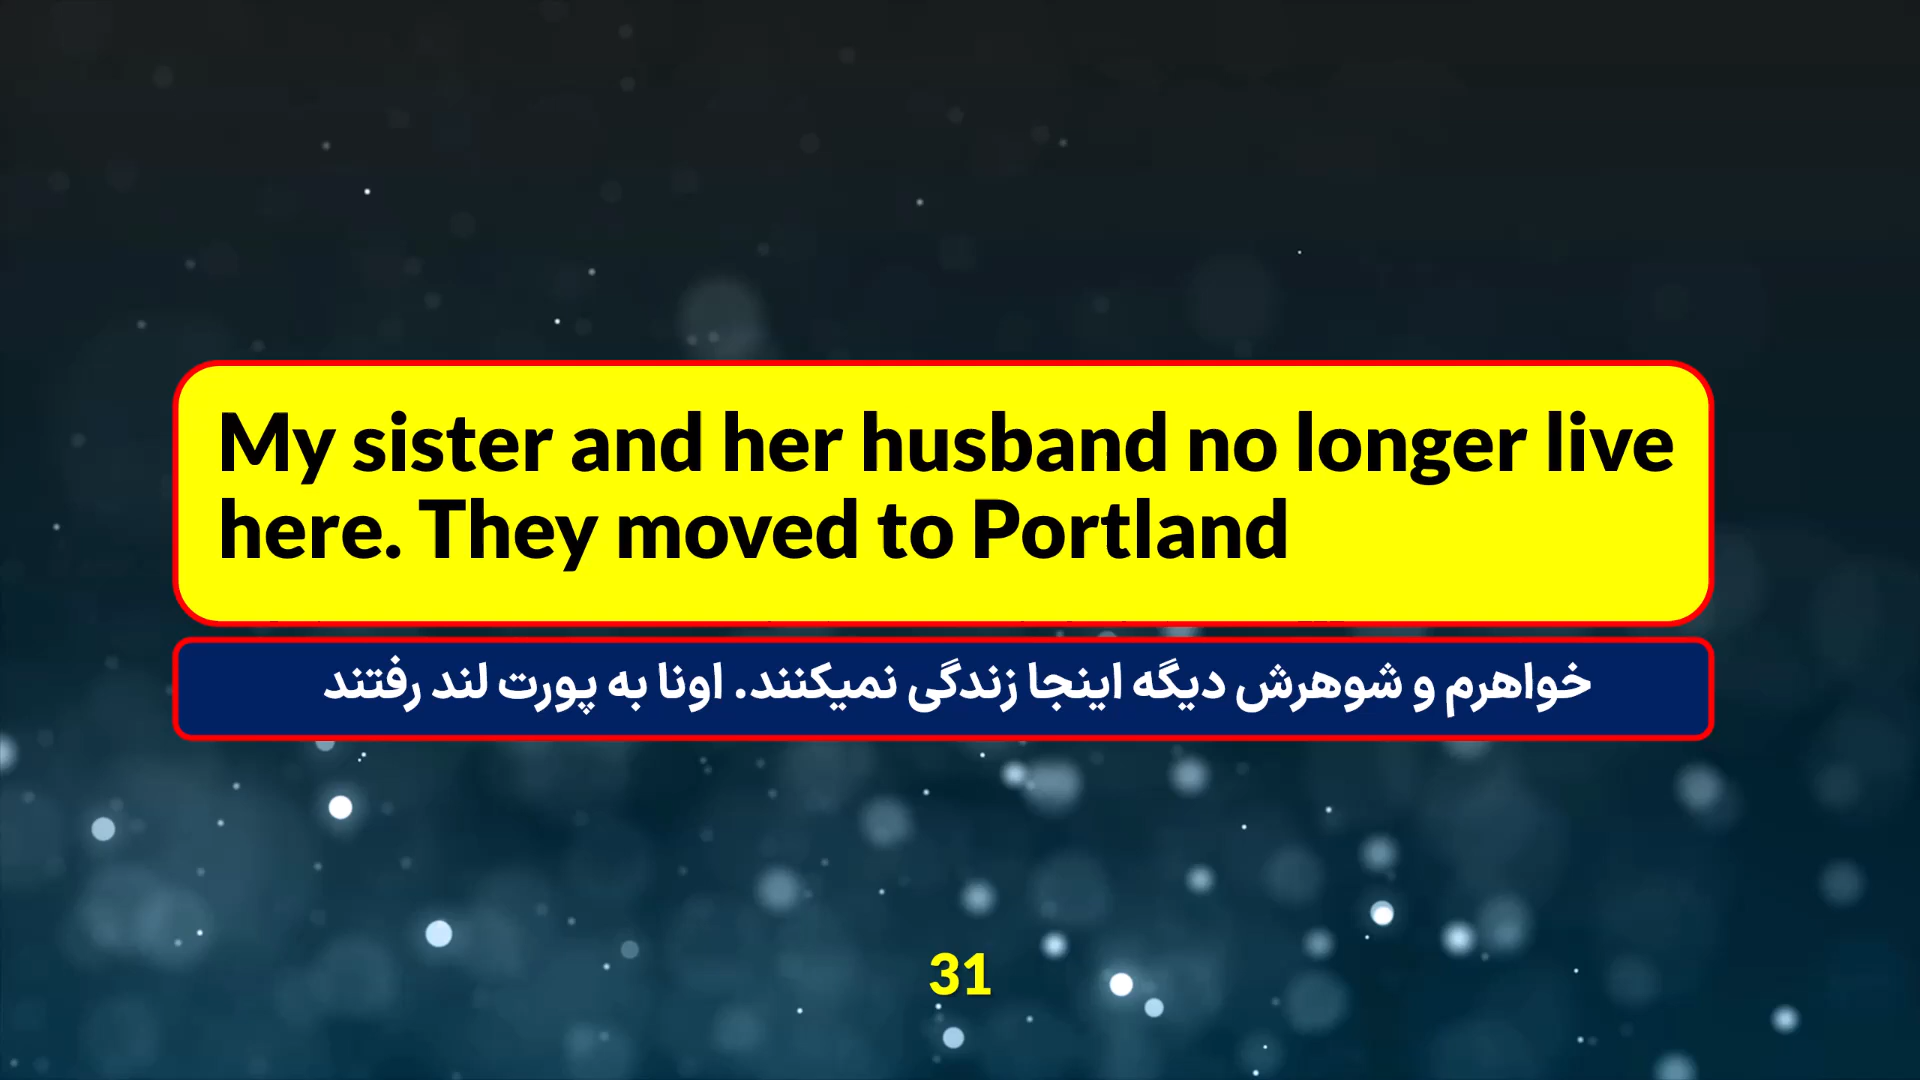 My sister and her husband no longer live
here. They moved to Portland
خواهرم و شوهرش دیگه اینجا زندگی نمیکنند. اونا به پورت لند رفتند
31